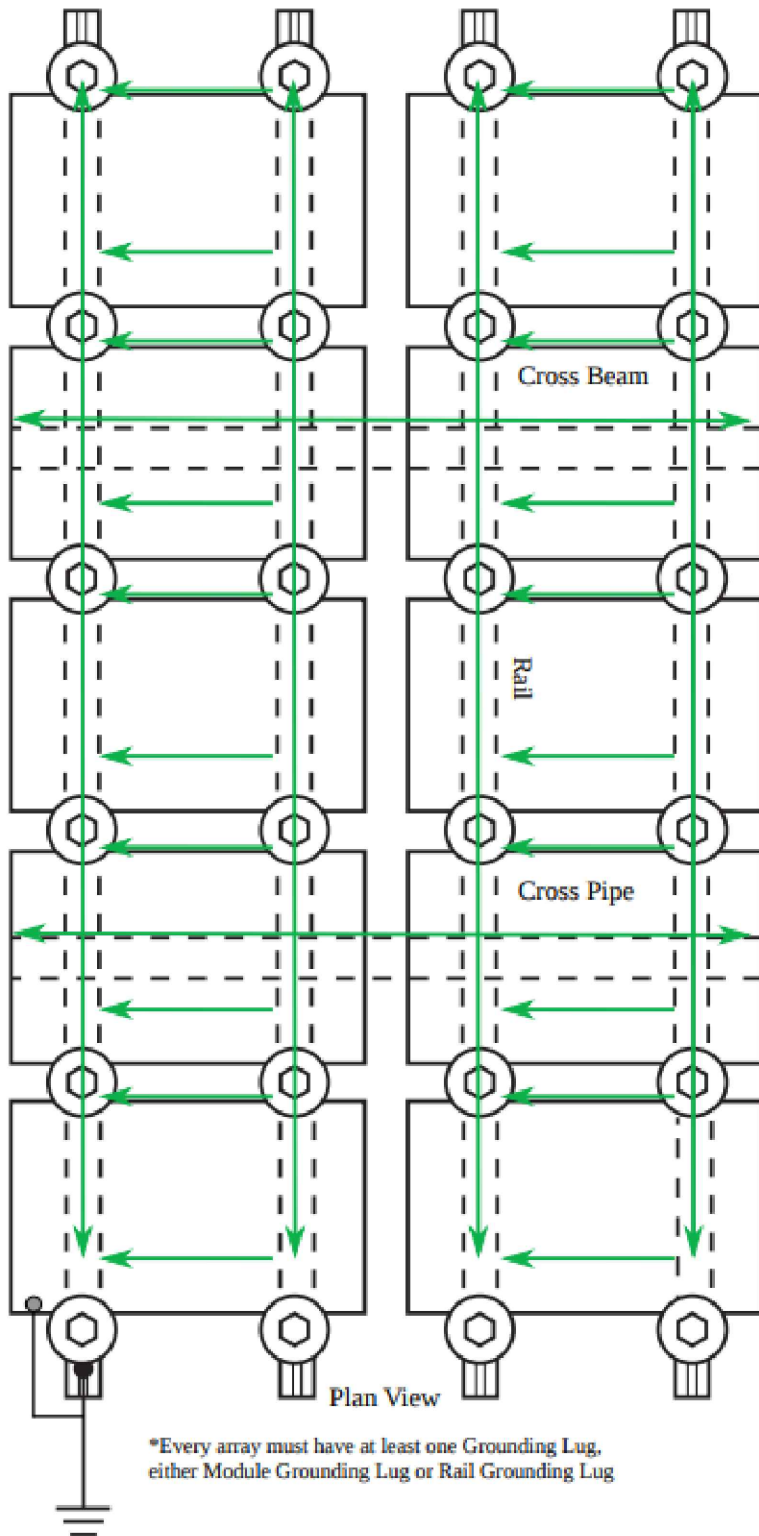 Cross Beam
Rail
Cross Pipe
Plan View
*Every array must have at least one Grounding Lug,
either Module Grounding Lug or Rail Grounding Lug